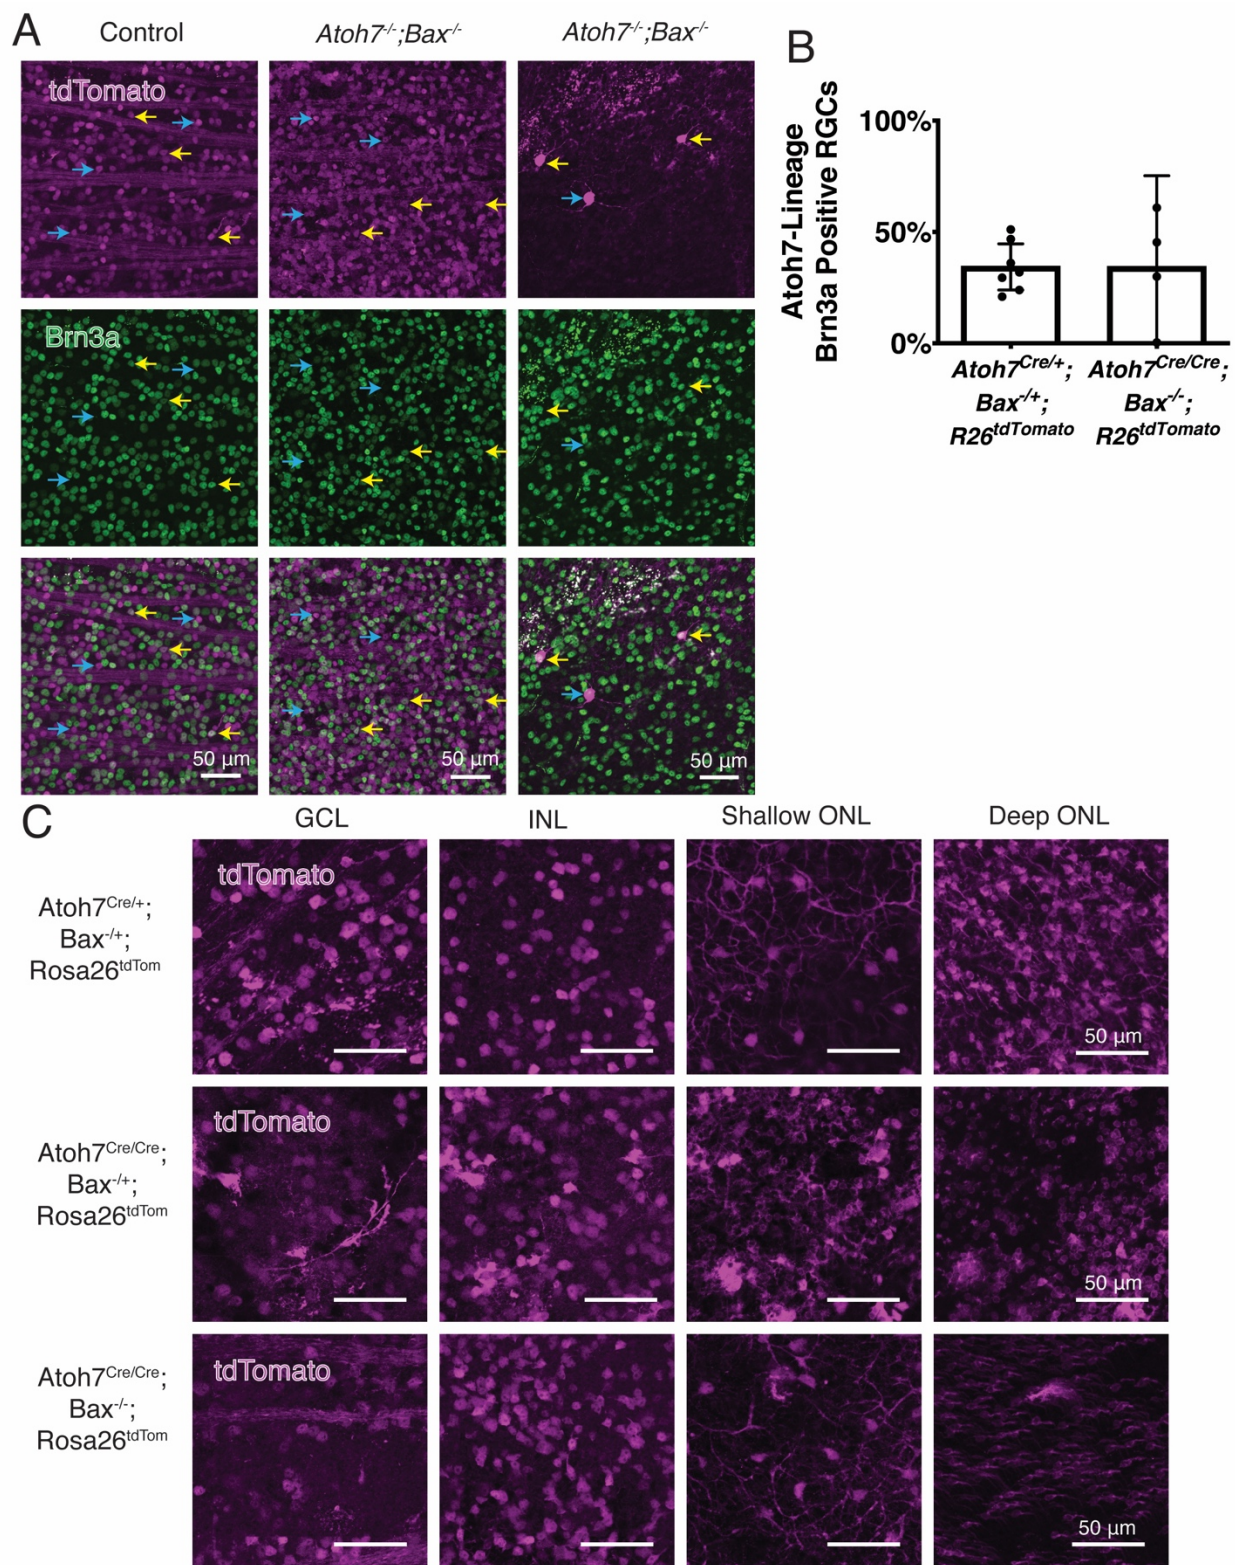 A
Control
Atoh7-/-;Bax-/-
Atoh7-/-;Bax-/-
tdTomato
Brn3a
50 µm
50 µm
50 µm
B
Atoh7-Lineage
Brn3a Positive RGCs
100%
50%
0%
Atoh7Cre/+;
Bax-/+;
R26tdTomato
Atoh7Cre/Cre;
Bax-/-;
R26tdTomato
C
GCL
INL
Shallow ONL
Deep ONL
Atoh7Cre/+;
Bax-/+;
Rosa26tdTom
tdTomato
50 µm
Atoh7Cre/Cre;
Bax-/+;
Rosa26tdTom
tdTomato
50 µm
Atoh7Cre/Cre;
Bax-/-;
Rosa26tdTom
tdTomato
50 µm